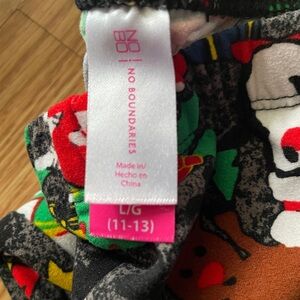 NO!
BO!
NO BOUNDARIES
Made in/
Hecho en
China
L/G
(11-13)